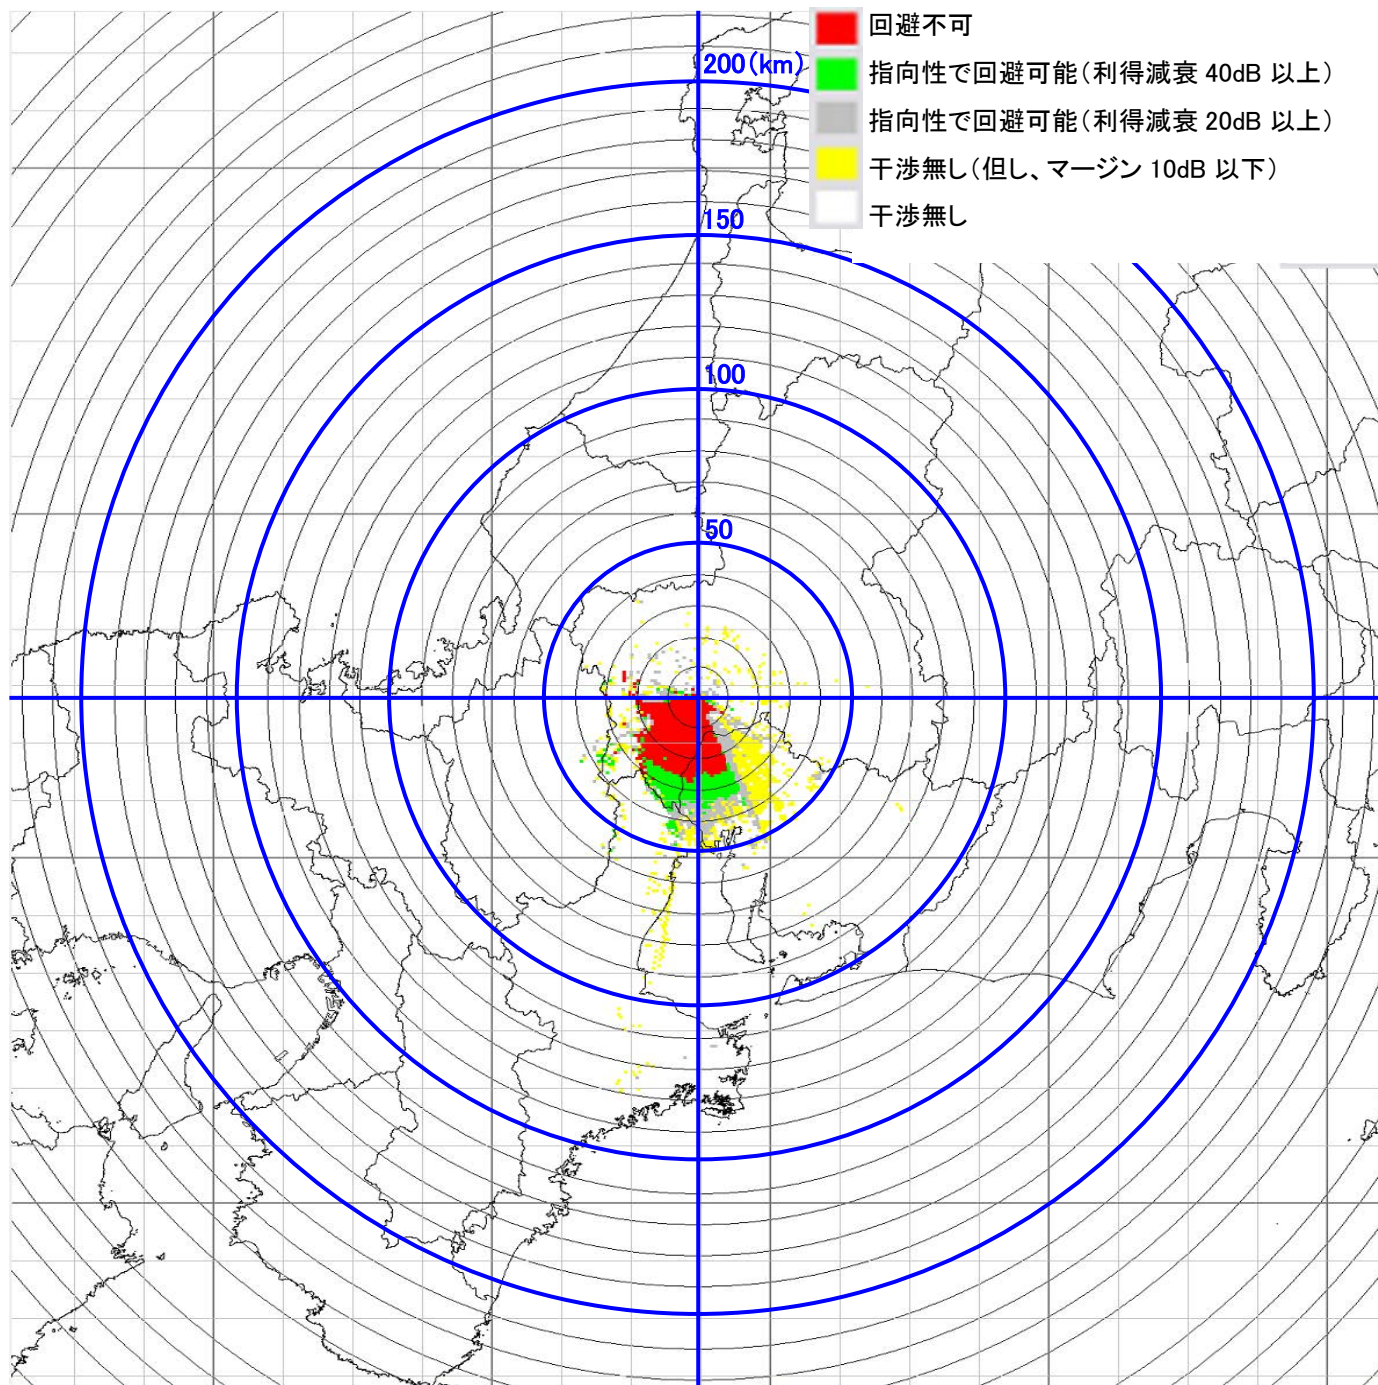 回避不可
指向性で回避可能(利得減衰 40dB 以上)
指向性で回避可能(利得減衰 20dB 以上)
干渉無し(但し、マージン 10dB 以下)
干渉無し
200(km)
150
100
50